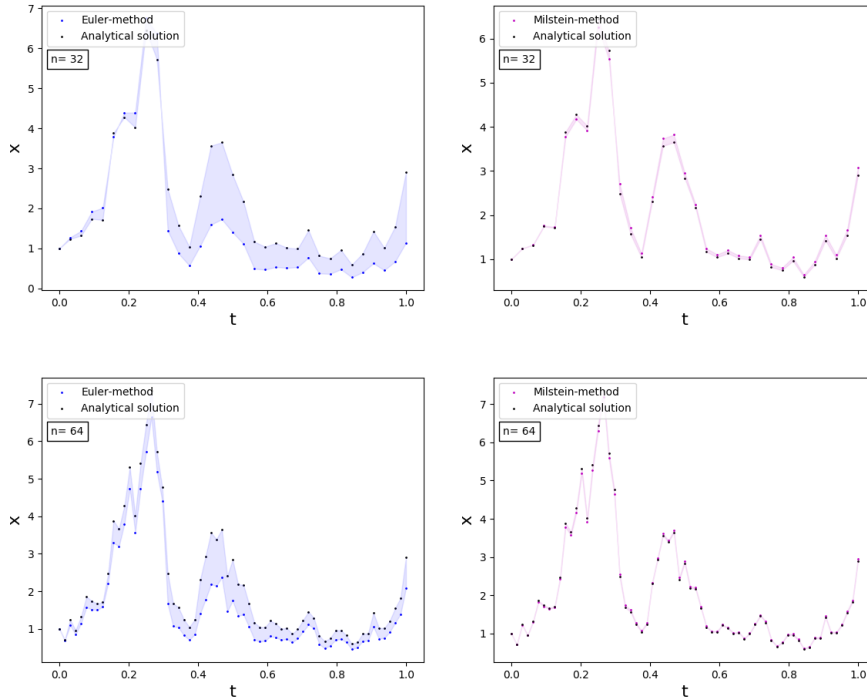 Euler-method
Analytical solution
n= 32
7
6
5
4
3
2
1
0
x
0.0 0.2 0.4 0.6 0.8 1.0
t
Milstein-method
Analytical solution
n= 32
6
5
4
3
2
1
x
0.0 0.2 0.4 0.6 0.8 1.0
t
Euler-method
Analytical solution
n= 64
7
6
5
4
3
2
1
x
0.0 0.2 0.4 0.6 0.8 1.0
t
Milstein-method
Analytical solution
n= 64
7
6
5
4
3
2
1
x
0.0 0.2 0.4 0.6 0.8 1.0
t